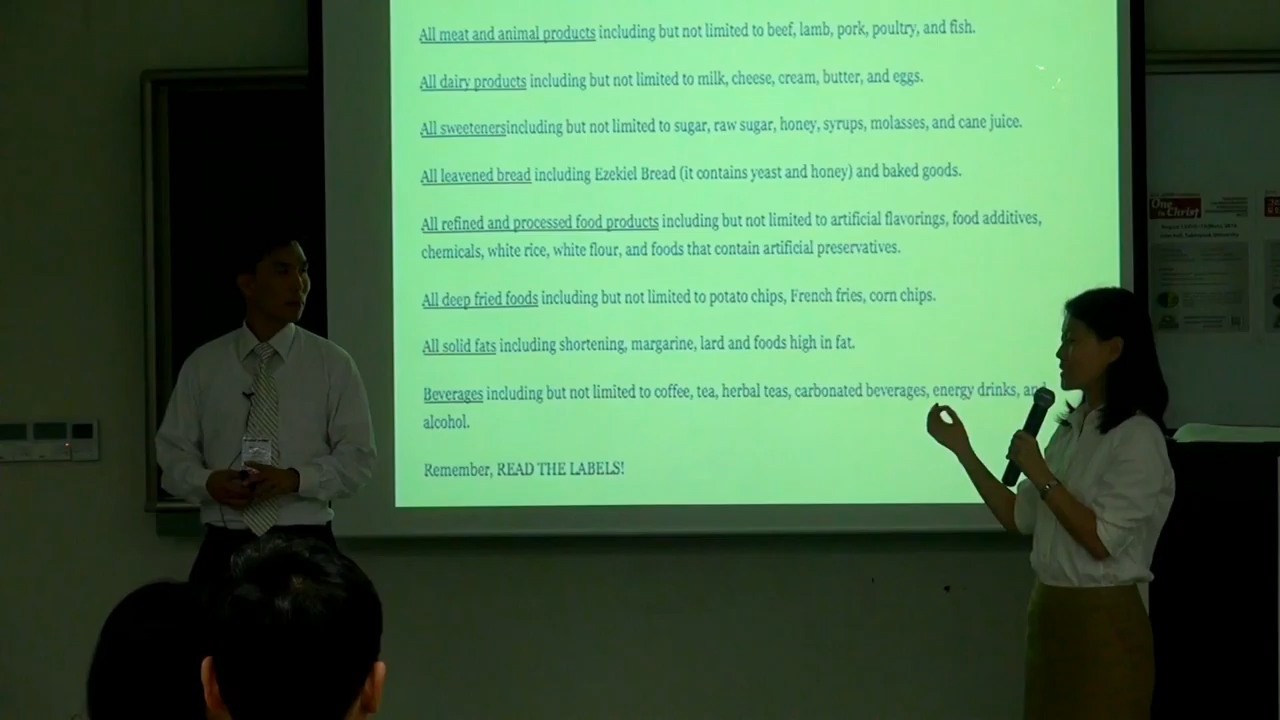 All meat and animal products including but not limited to beef, lamb, pork, poultry, and fish.
All dairy products including but not limited to milk, cheese, cream, butter, and eggs.
All sweetenersincluding but not limited to sugar, raw sugar, honey, syrups, molasses, and cane juice.
All leavened bread including Ezekiel Bread (it contains yeast and honey) and baked goods.
All refined and processed food products including but not limited to artificial flavorings, food additives,
chemicals, white rice, white flour, and foods that contain artificial preservatives.
All deep fried foods including but not limited to potato chips, French fries, corn chips.
All solid fats including shortening, margarine, lard and foods high in fat.
Beverages including but not limited to coffee, tea, herbal teas, carbonated beverages, energy drinks, and
alcohol.
Remember, READ THE LABELS!
One
in Christ